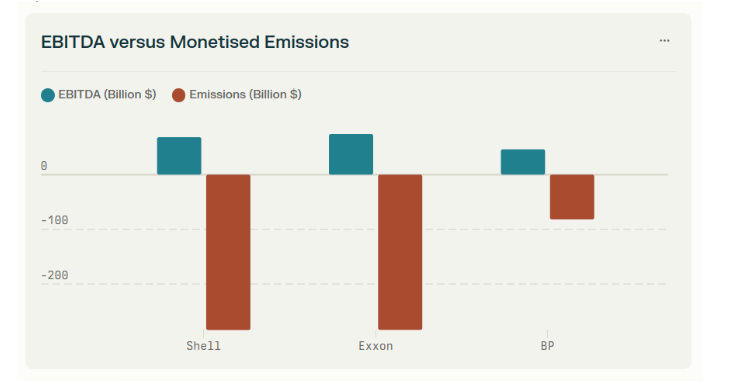 EBITDA versus Monetised Emissions
...
EBITDA (Billion $) Emissions (Billion $)
0
-100
-200
Shell Exxon BP